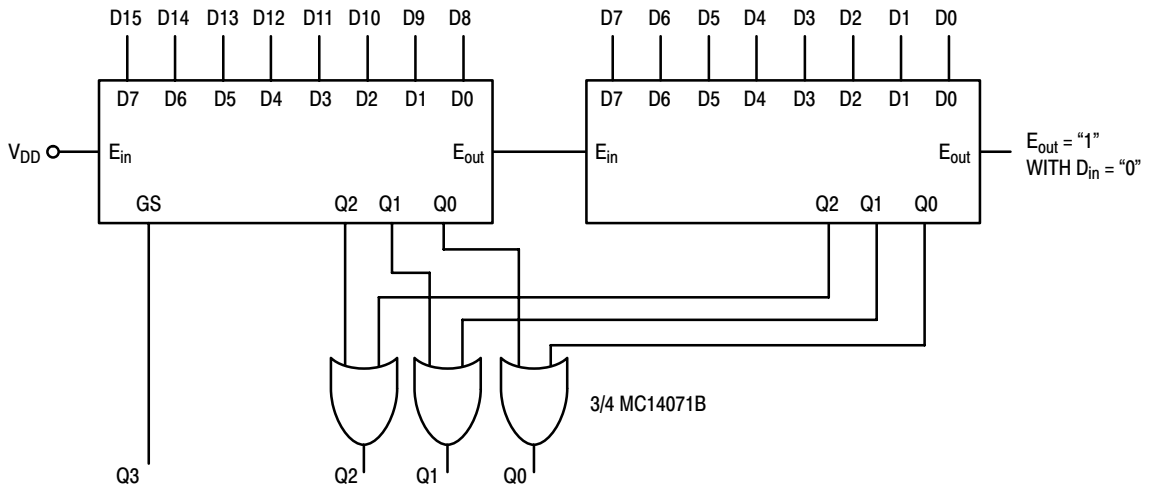 D15 D14 D13 D12 D11 D10 D9 D8 D7 D6 D5 D4 D3 D2 D1 D0
D7 D6 D5 D4 D3 D2 D1 D0 D7 D6 D5 D4 D3 D2 D1 D0
VDD Ein Eout Ein Eout Eout = “1”
WITH Din = “0”
GS Q2 Q1 Q0 Q2 Q1 Q0
3/4 MC14071B
Q3 Q2 Q1 Q0